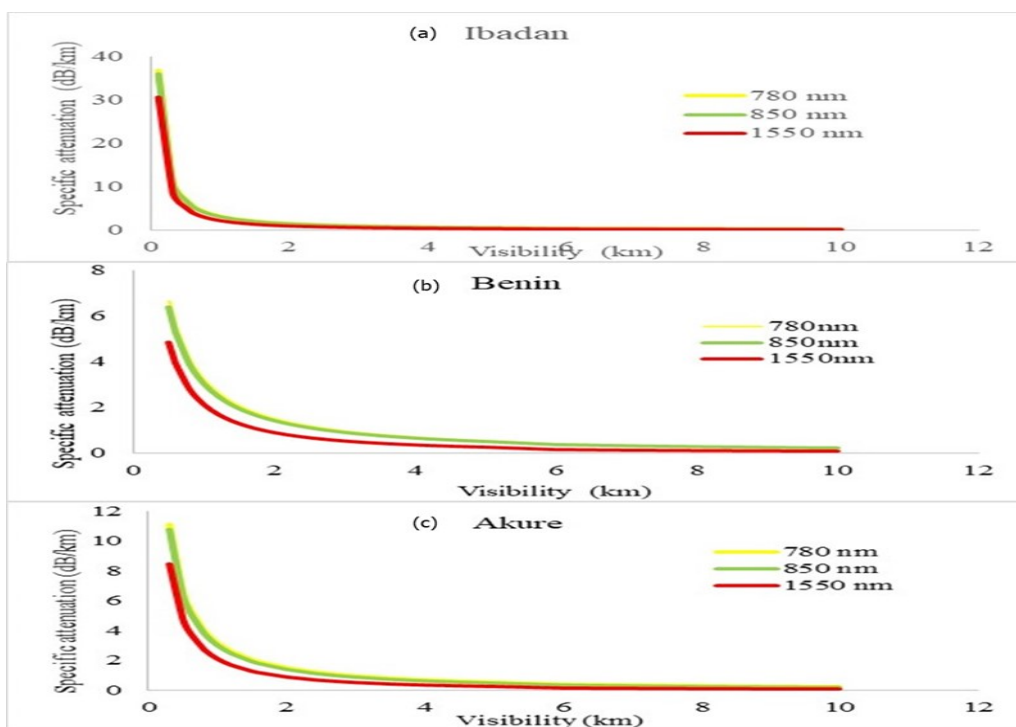 (a) Ibadan
Specific attenuation (dB/km)
40
30
20
10
0
780 nm
850 nm
1550 nm
0 2 4 6 8 10 12
Visibility (km)
(b) Benin
Specific attenuation (dB/km)
8
6
4
2
0
780nm
850nm
1550nm
0 2 4 6 8 10 12
Visibility (km)
(c) Akure
Specific attenuation (dB/km)
12
10
8
6
4
2
0
780 nm
850 nm
1550 nm
0 2 4 6 8 10 12
Visibility (km)